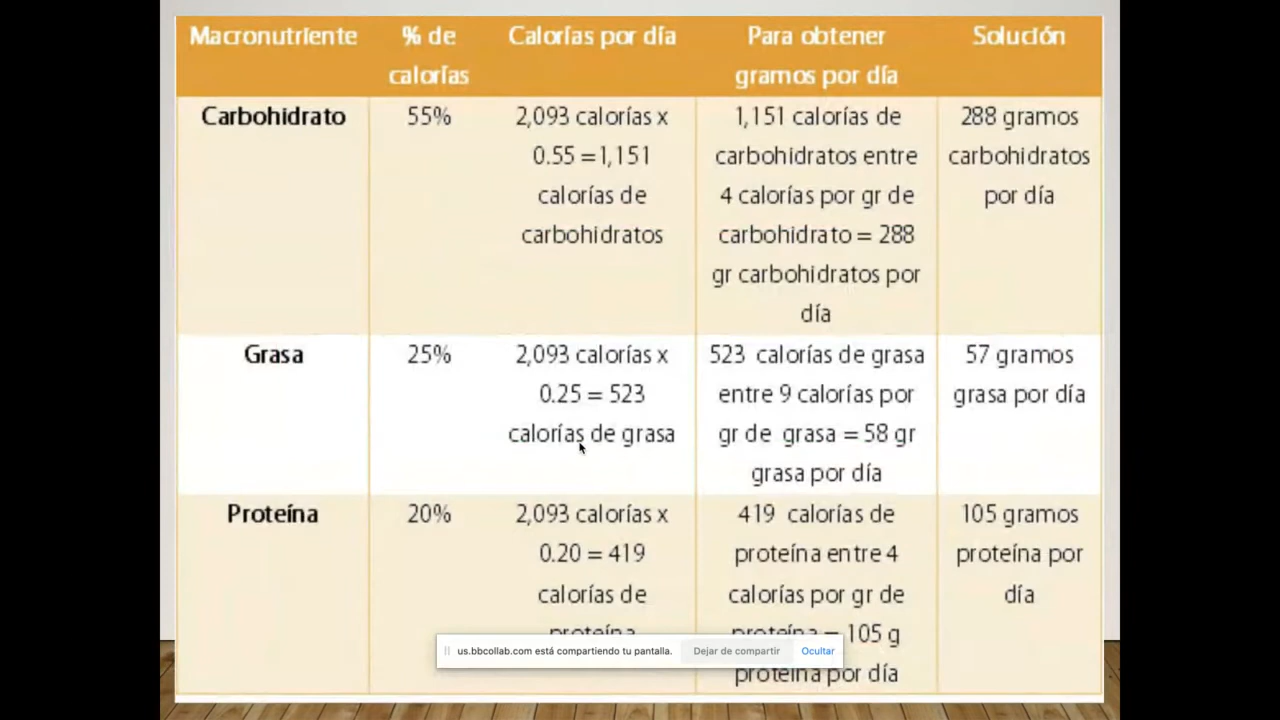 Macronutriente
% de
calorías
Calorías por día
Para obtener
gramos por día
Solución
Carbohidrato
55%
2,093 calorías x
0.55 =1,151
calorías de
carbohidratos
1,151 calorías de
carbohidratos entre
4 calorías por gr de
carbohidrato = 288
gr carbohidratos por
día
288 gramos
carbohidratos
por día
Grasa
25%
2,093 calorías x
0.25 = 523
calorías de grasa
523 calorías de grasa
entre 9 calorías por
gr de grasa = 58 gr
grasa por día
57 gramos
grasa por día
Proteína
20%
2,093 calorías x
0.20 = 419
calorías de
proteína
419 calorías de
proteína entre 4
calorías por gr de
proteína = 105 g
proteína por día
105 gramos
proteína por
día
us.bbcollab.com está compartiendo tu pantalla.
Dejar de compartir
Ocultar